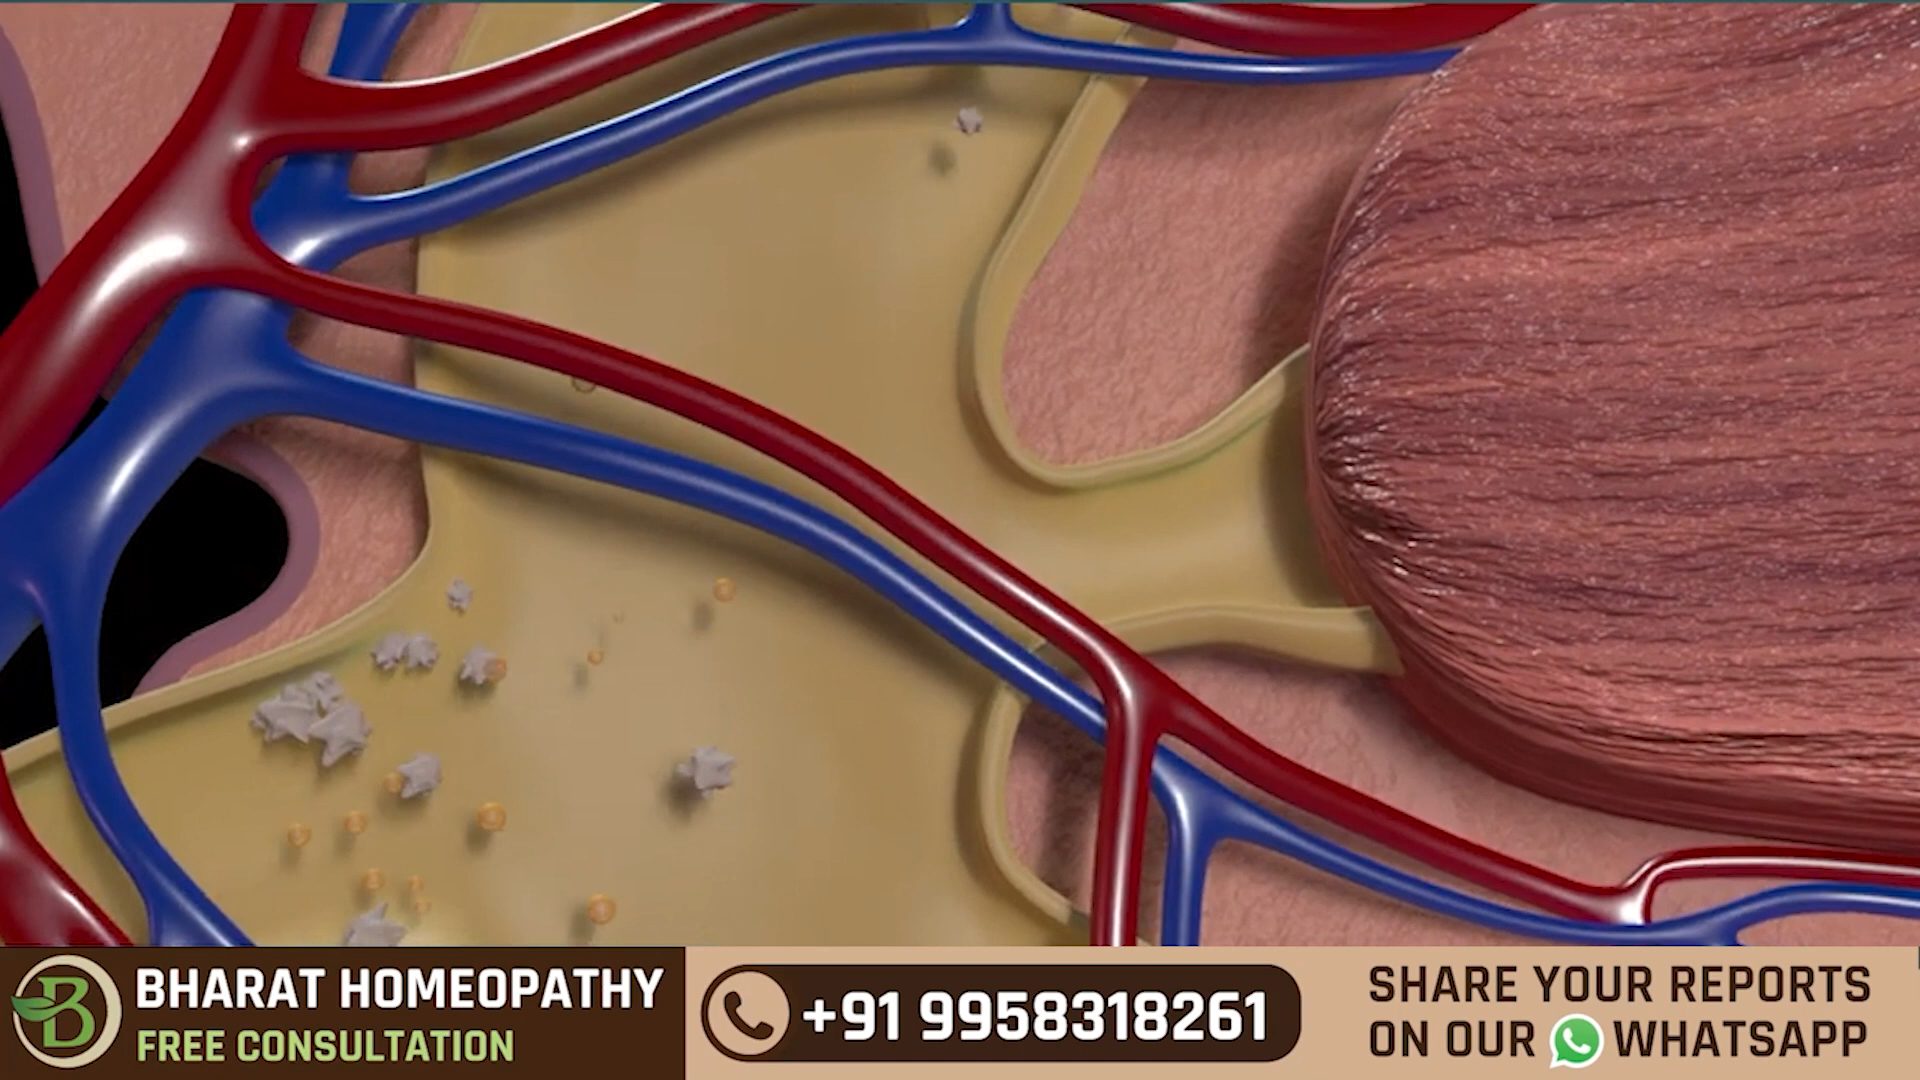 BHARAT HOMEOPATHY
FREE CONSULTATION
+91 9958318261
SHARE YOUR REPORTS
ON OUR WHATSAPP